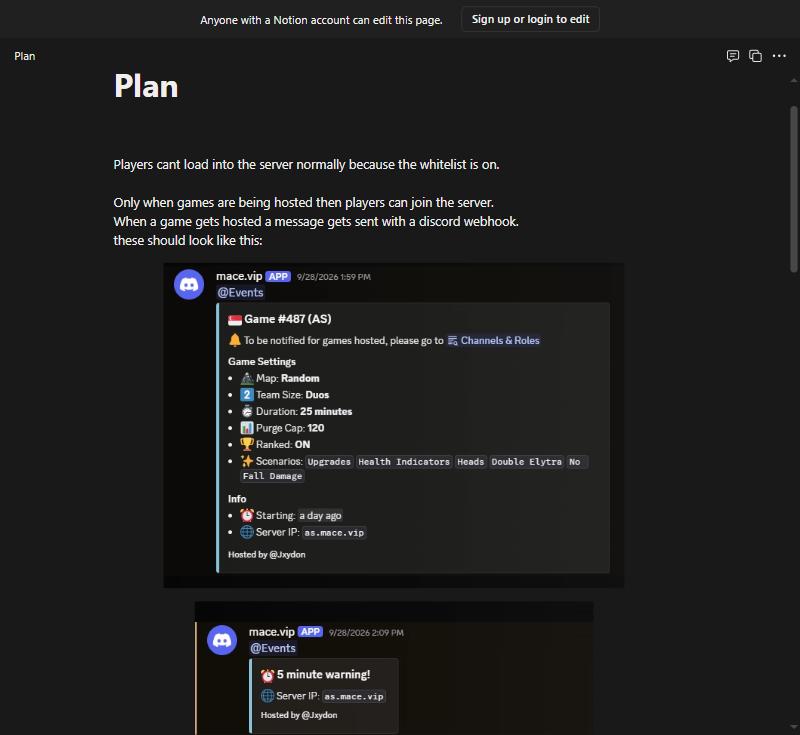 Anyone with a Notion account can edit this page.
Sign up or login to edit
Plan
Plan
Players cant load into the server normally because the whitelist is on.
Only when games are being hosted then players can join the server.
When a game gets hosted a message gets sent with a discord webhook.
these should look like this:
mace.vip APP 9/28/2026 1:59 PM
@Events
Game #487 (AS)
To be notified for games hosted, please go to Channels & Roles
Game Settings
Map: Random
2 Team Size: Duos
Duration: 25 minutes
Purge Cap: 120
Ranked: ON
Scenarios: Upgrades Health Indicators Heads Double Elytra No
Fall Damage
Info
Starting: a day ago
Server IP: as.mace.vip
Hosted by @Jxydon
mace.vip APP 9/28/2026 2:09 PM
@Events
5 minute warning!
Server IP: as.mace.vip
Hosted by @Jxydon